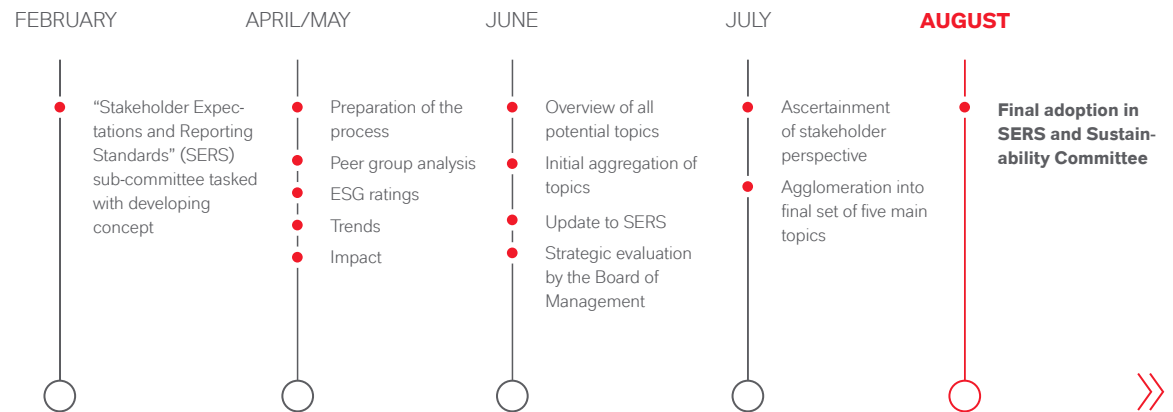 FEBRUARY
“Stakeholder Expec-
tations and Reporting
Standards” (SERS)
sub-committee tasked
with developing
concept
APRIL/MAY
Preparation of the
process
Peer group analysis
ESG ratings
Trends
Impact
JUNE
Overview of all
potential topics
Initial aggregation of
topics
Update to SERS
Strategic evaluation
by the Board of
Management
JULY
Ascertainment
of stakeholder
perspective
Agglomeration into
final set of five main
topics
AUGUST
Final adoption in
SERS and Sustain-
ability Committee